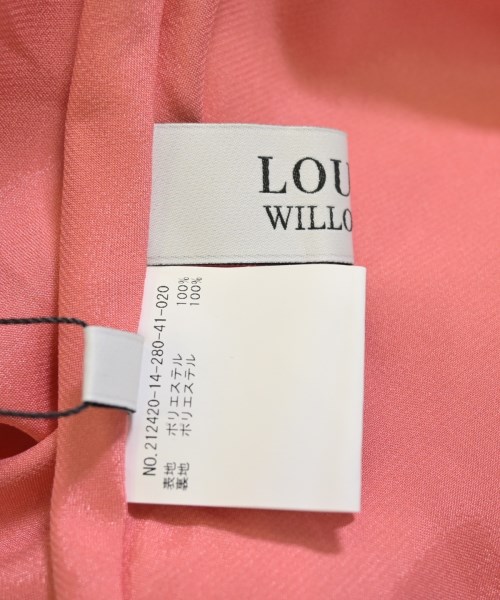 LOU
WILLO
NO.212420-14-280-41-020
表地 ポリエステル 100%
裏地 ポリエステル 100%